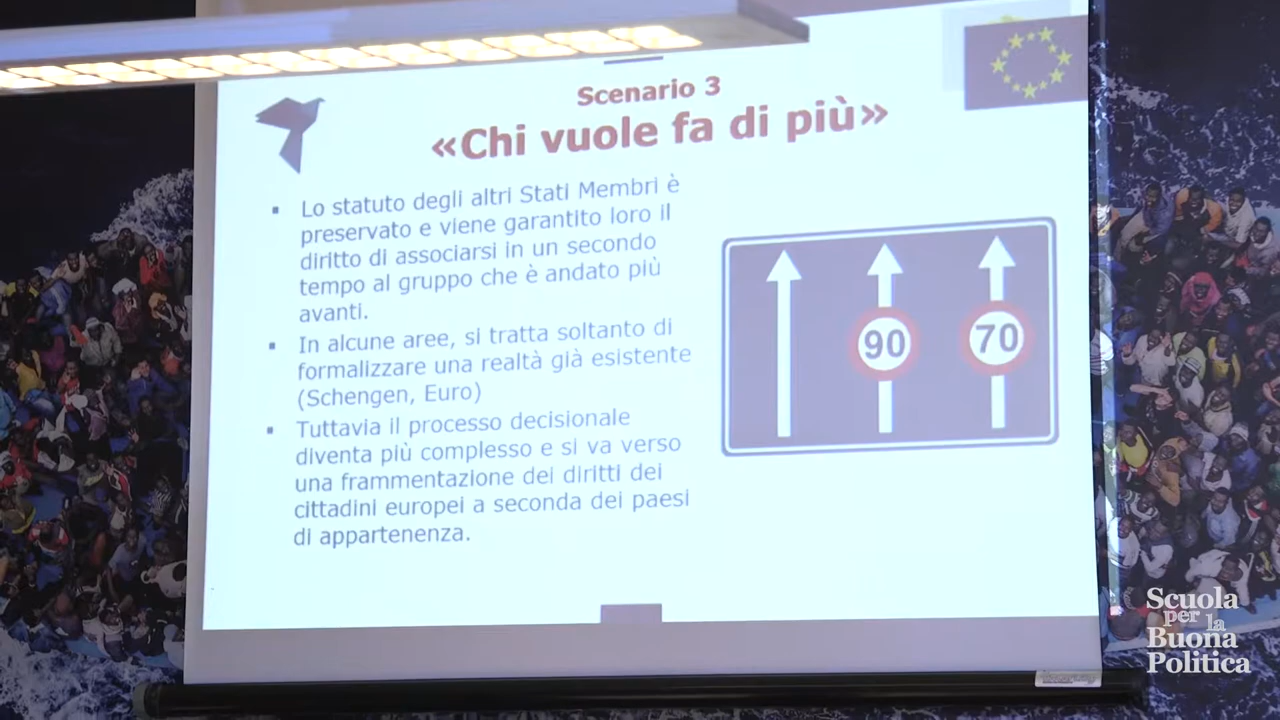 Scenario 3
«Chi vuole fa di più»
Lo statuto degli altri Stati Membri è
preservato e viene garantito loro il
diritto di associarsi in un secondo
tempo al gruppo che è andato più
avanti.
In alcune aree, si tratta soltanto di
formalizzare una realtà già esistente
(Schengen, Euro)
Tuttavia il processo decisionale
diventa più complesso e si va verso
una frammentazione dei diritti dei
cittadini europei a seconda dei paesi
di appartenenza.
90
70
Scuola
per la
Buona
Politica